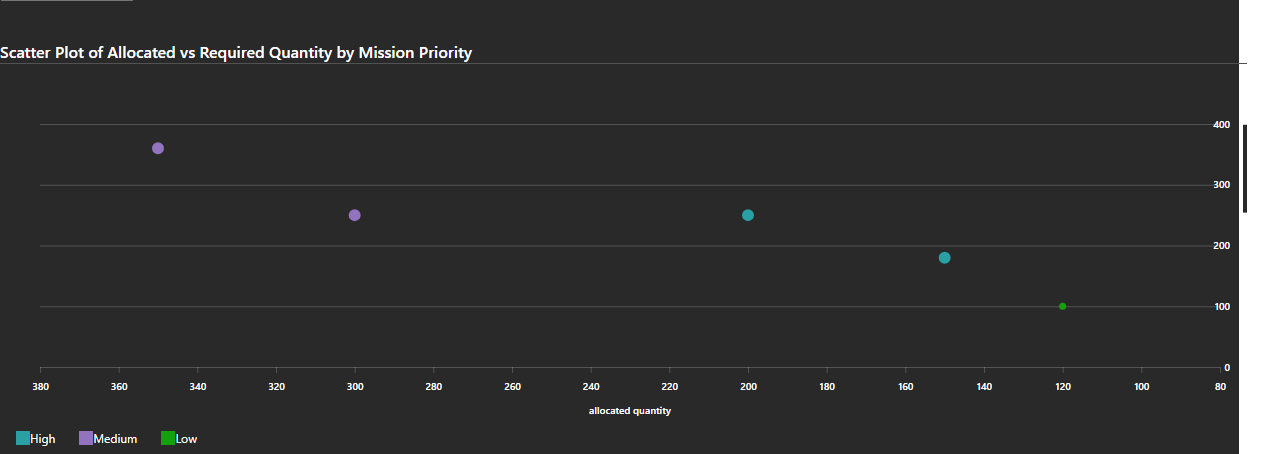 Scatter Plot of Allocated vs Required Quantity by Mission Priority
400
300
200
100
0
380 360 340 320 300 280 260 240 220 200 180 160 140 120 100 80
allocated quantity
High Medium Low